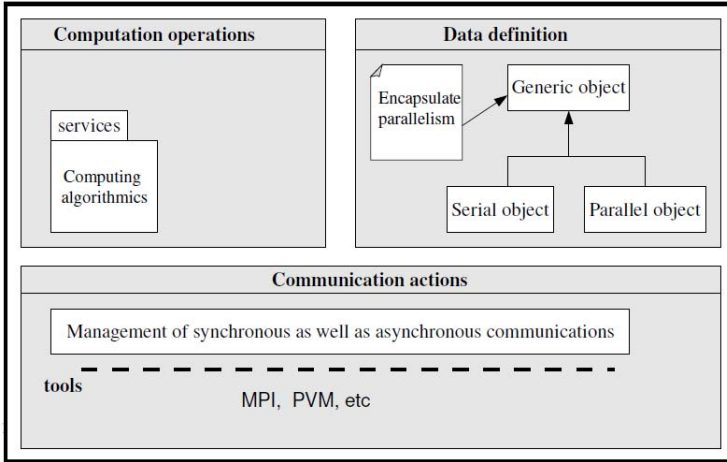 Computation operations
services
Computing
algorithmics
Data definition
Encapsulate
parallelism
Generic object
Serial object
Parallel object
Communication actions
Management of synchronous as well as asynchronous communications
tools
MPI, PVM, etc